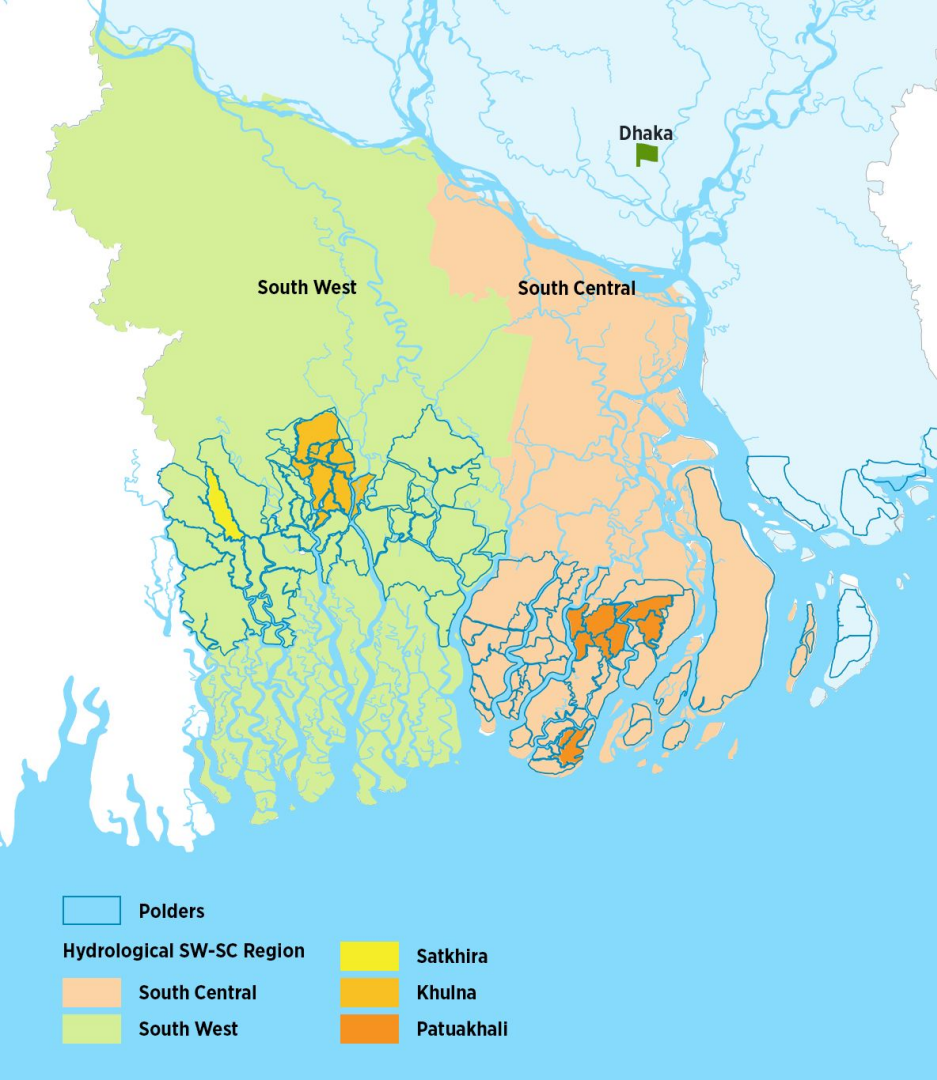 Dhaka
South West
South Central
Polders
Hydrological SW-SC Region
South Central
South West
Satkhira
Khulna
Patuakhali